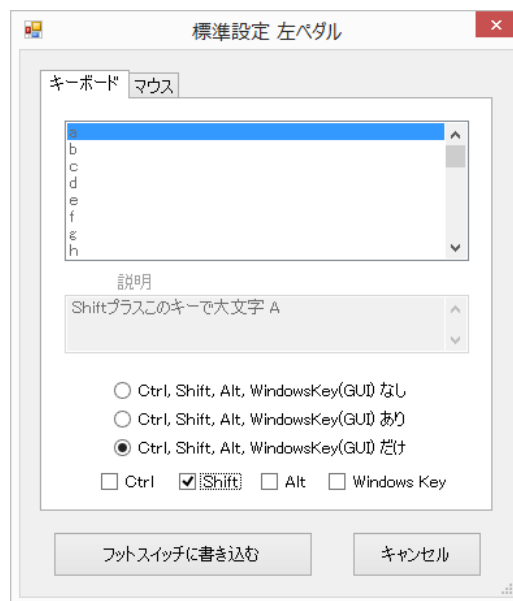 標準設定 左ペダル
キーボード マウス
a
b
c
d
e
f
g
h
説明
Shiftプラスこのキーで大文字 A
Ctrl, Shift, Alt, WindowsKey(GUI) なし
Ctrl, Shift, Alt, WindowsKey(GUI) あり
Ctrl, Shift, Alt, WindowsKey(GUI) だけ
Ctrl Shift Alt Windows Key
フットスイッチに書き込む キャンセル